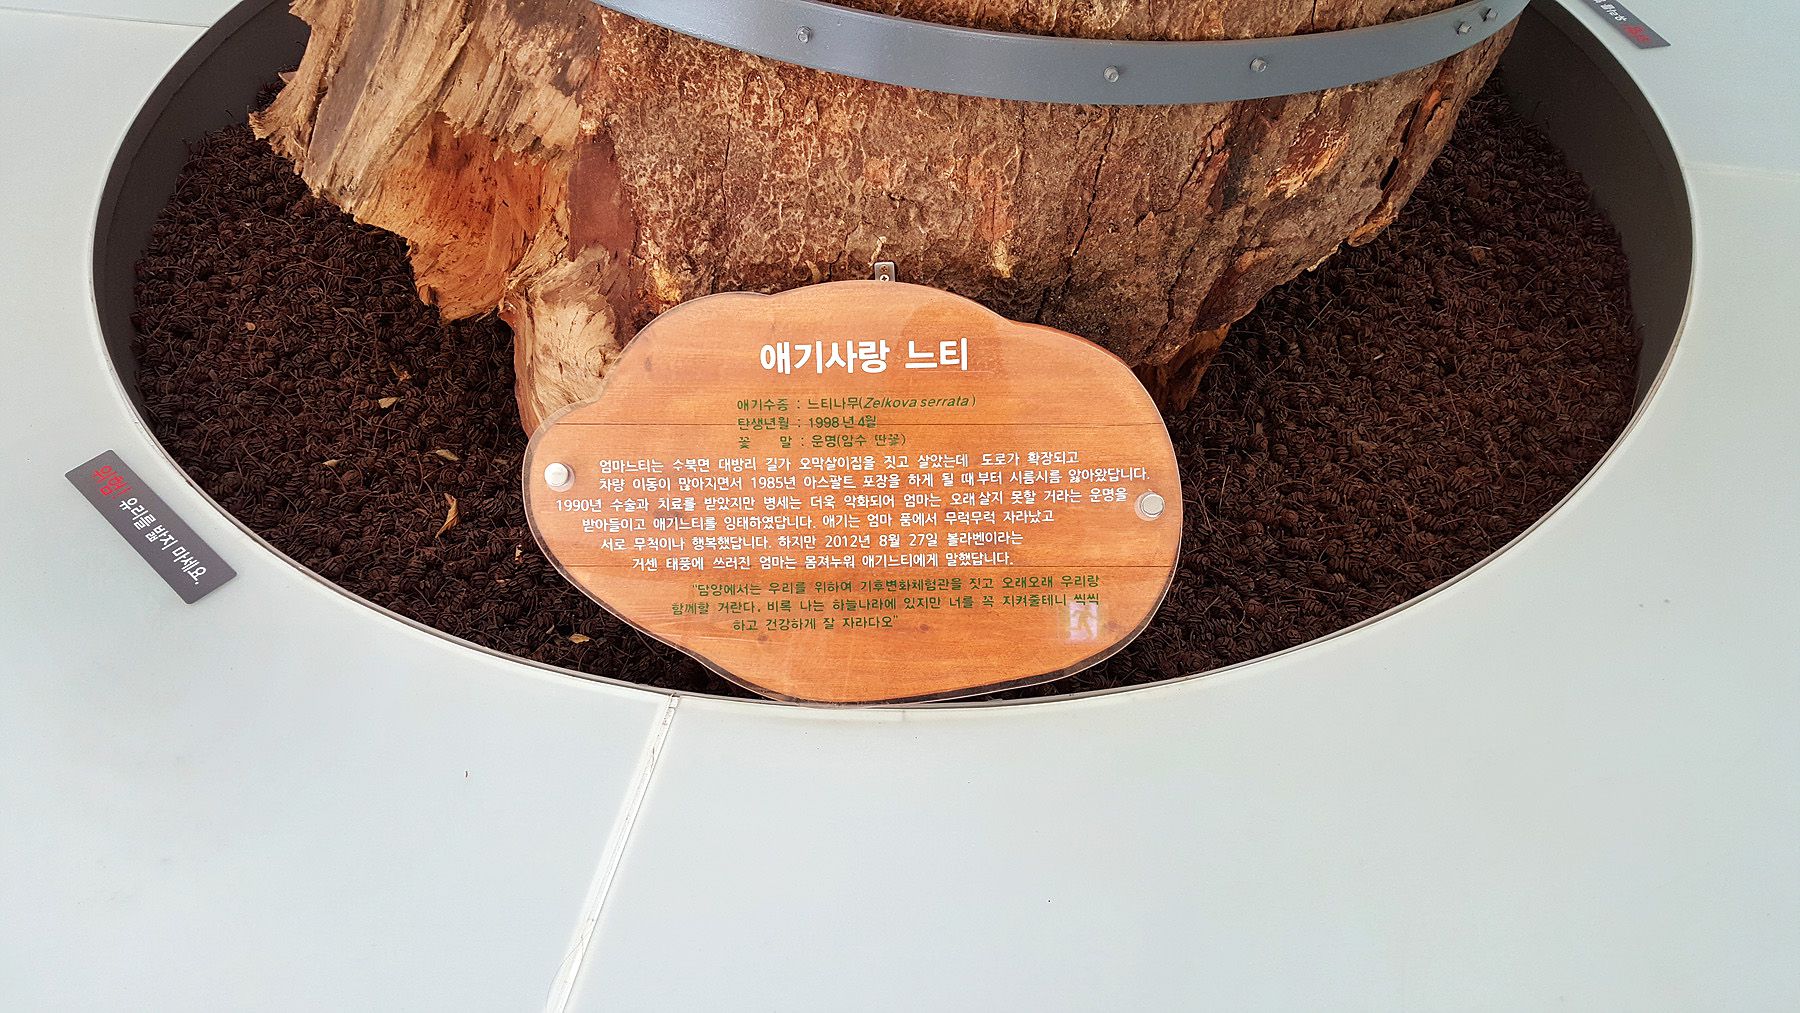 애기사랑 느티
애기수종 : 느티나무(Zelkova serrata)
탄생년월 : 1998년 4월
꽃 말 : 운명(암수 딴꽃)
엄마느티는 수북면 대방리 길가 오막살이집을 짓고 살았는데 도로가 확장되고
차량 이동이 많아지면서 1985년 아스팔트 포장을 하게 될 때부터 시름시름 앓아왔답니다.
1990년 수술과 치료를 받았지만 병세는 더욱 악화되어 엄마는 오래 살지 못할 거라는 운명을
받아들이고 애기느티를 잉태하였답니다. 애기는 엄마 품에서 무럭무럭 자라났고
서로 무척이나 행복했답니다. 하지만 2012년 8월 27일 볼라벤이라는
거센 태풍에 쓰러진 엄마는 몸져누워 애기느티에게 말했답니다.
"담양에서는 우리를 위하여 기후변화체험관을 짓고 오래오래 우리랑
함께할 거란다. 비록 나는 하늘나라에 있지만 너를 꼭 지켜줄테니 씩씩
하고 건강하게 잘 자라다오"
위험! 유리를 밟지 마세요.